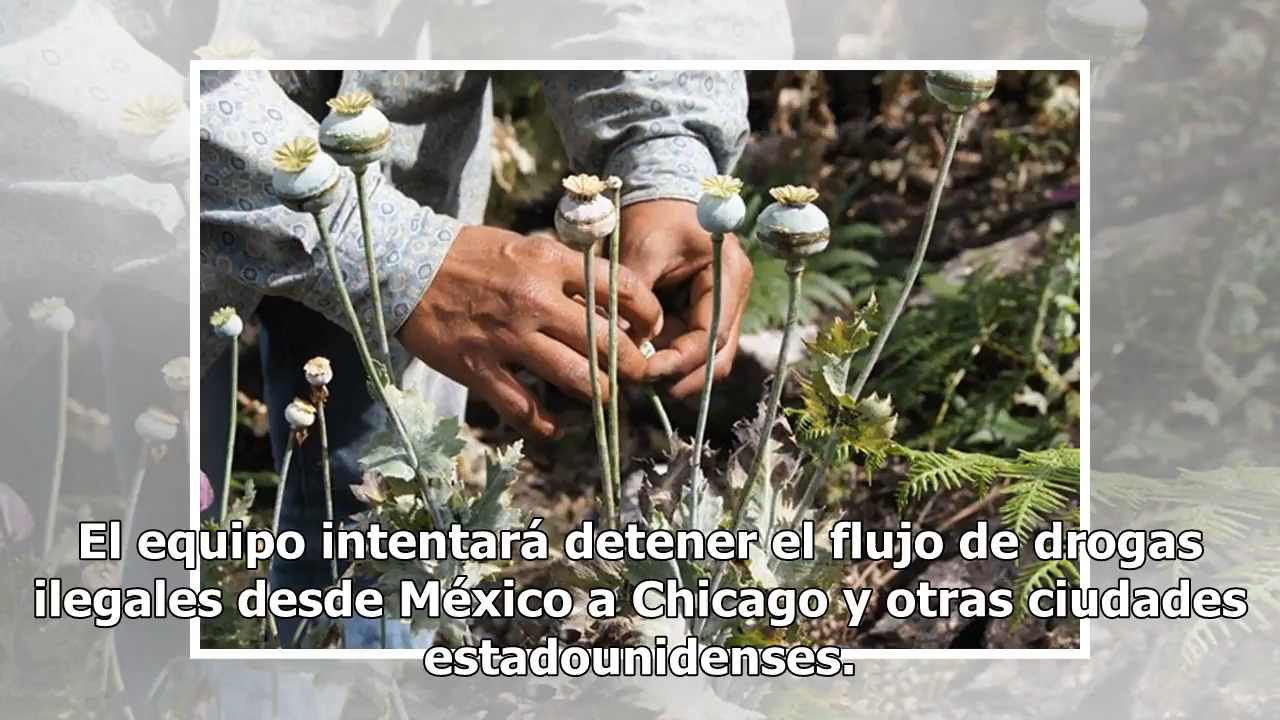 El equipo intentará detener el flujo de drogas
ilegales desde México a Chicago y otras ciudades
estadounidenses.